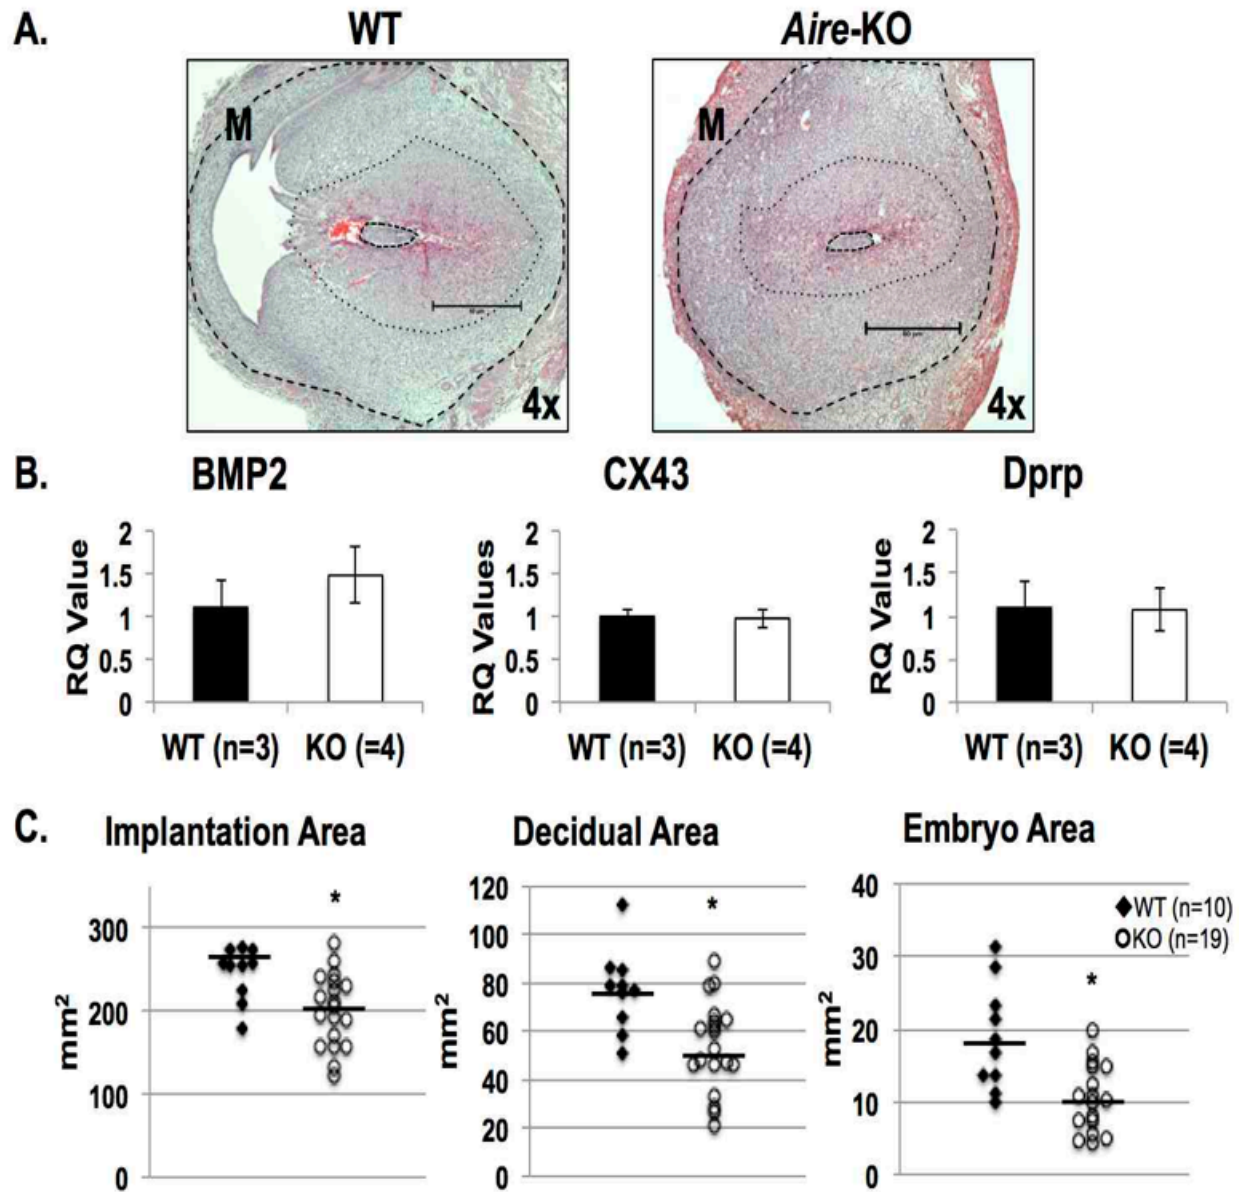 A.
WT
Aire-KO
M
M
4x
4x
B.
BMP2
CX43
Dprp
RQ Value
2
1.5
1
0.5
0
WT (n=3) KO (=4)
RQ Values
2
1.5
1
0.5
0
WT (n=3) KO (=4)
RQ Value
2
1.5
1
0.5
0
WT (n=3) KO (=4)
C.
Implantation Area
Decidual Area
Embryo Area
mm²
300
200
100
0
*
mm²
120
100
80
60
40
20
0
*
mm²
40
30
20
10
0
*
WT (n=10)
KO (n=19)